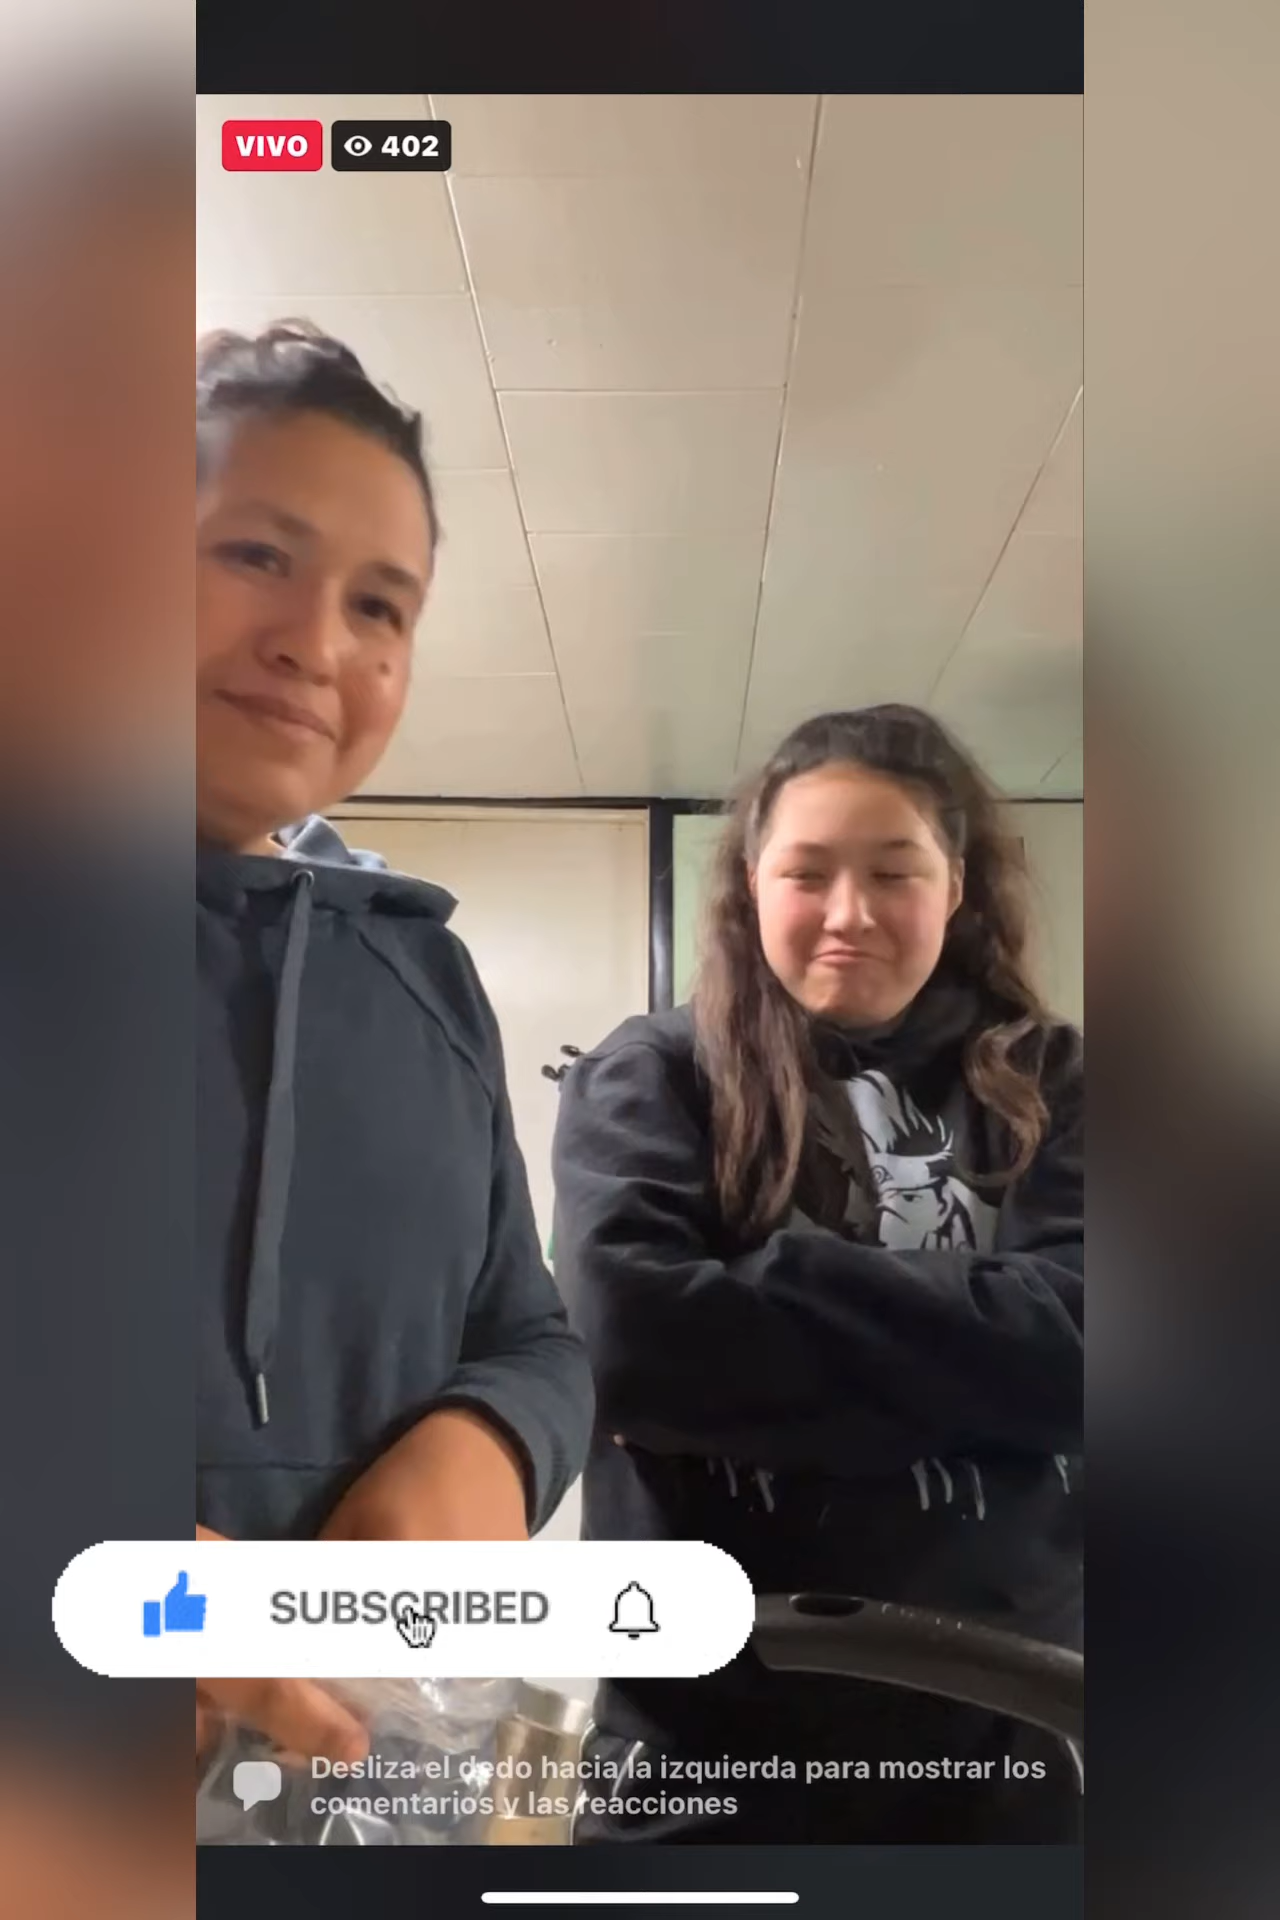 VIVO 402
SUBSCRIBED
Desliza el dedo hacia la izquierda para mostrar los
comentarios y las reacciones